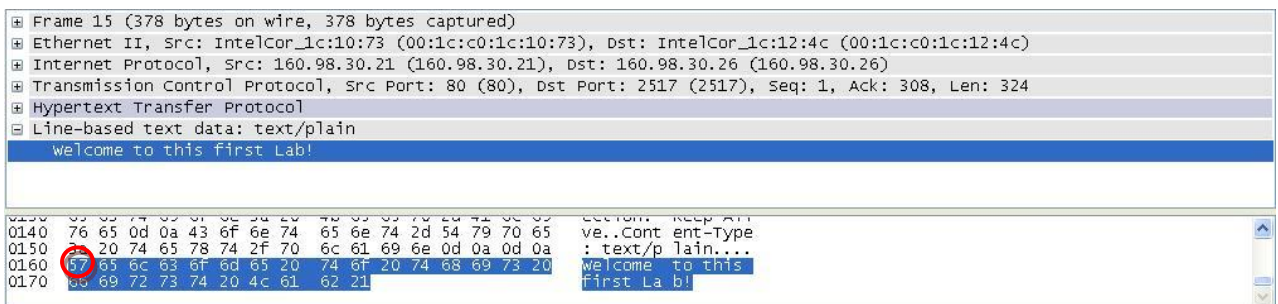 Frame 15 (378 bytes on wire, 378 bytes captured)
Ethernet II, Src: IntelCor_1c:10:73 (00:1c:c0:1c:10:73), Dst: IntelCor_1c:12:4c (00:1c:c0:1c:12:4c)
Internet Protocol, Src: 160.98.30.21 (160.98.30.21), Dst: 160.98.30.26 (160.98.30.26)
Transmission Control Protocol, Src Port: 80 (80), Dst Port: 2517 (2517), Seq: 1, Ack: 308, Len: 324
Hypertext Transfer Protocol
Line-based text data: text/plain
Welcome to this first Lab!
0140 76 65 0d 0a 43 6f 6e 74 65 6e 74 2d 54 79 70 65 ve..Cont ent-Type
0150 3a 20 74 65 78 74 2f 70 6c 61 69 6e 0d 0a 0d 0a : text/p lain....
0160 57 65 6c 63 6f 6d 65 20 74 6f 20 74 68 69 73 20 Welcome to this
0170 66 69 72 73 74 20 4c 61 62 21 first La b!